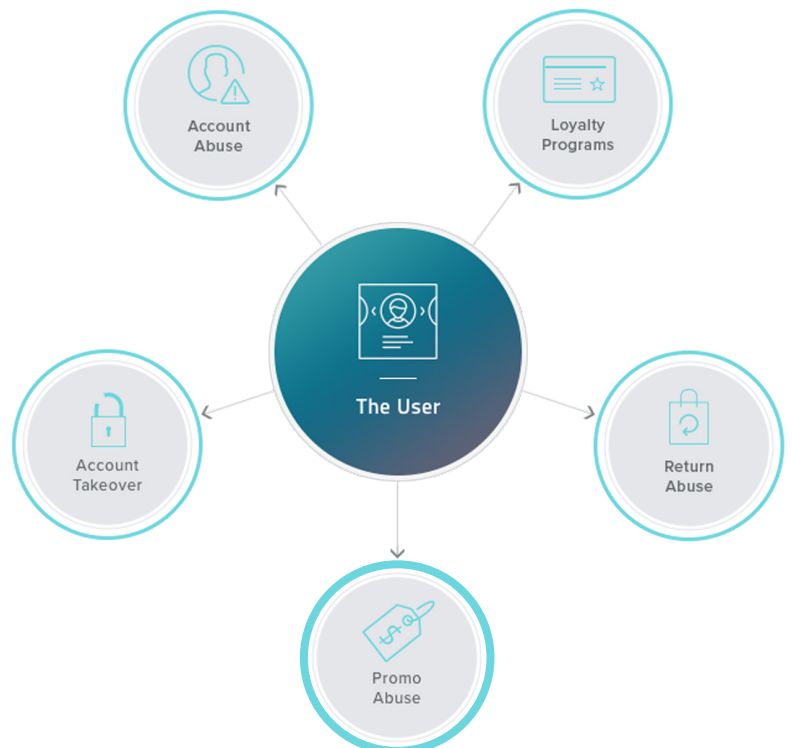 Account
Abuse
Loyalty
Programs
The User
Account
Takeover
Return
Abuse
Promo
Abuse